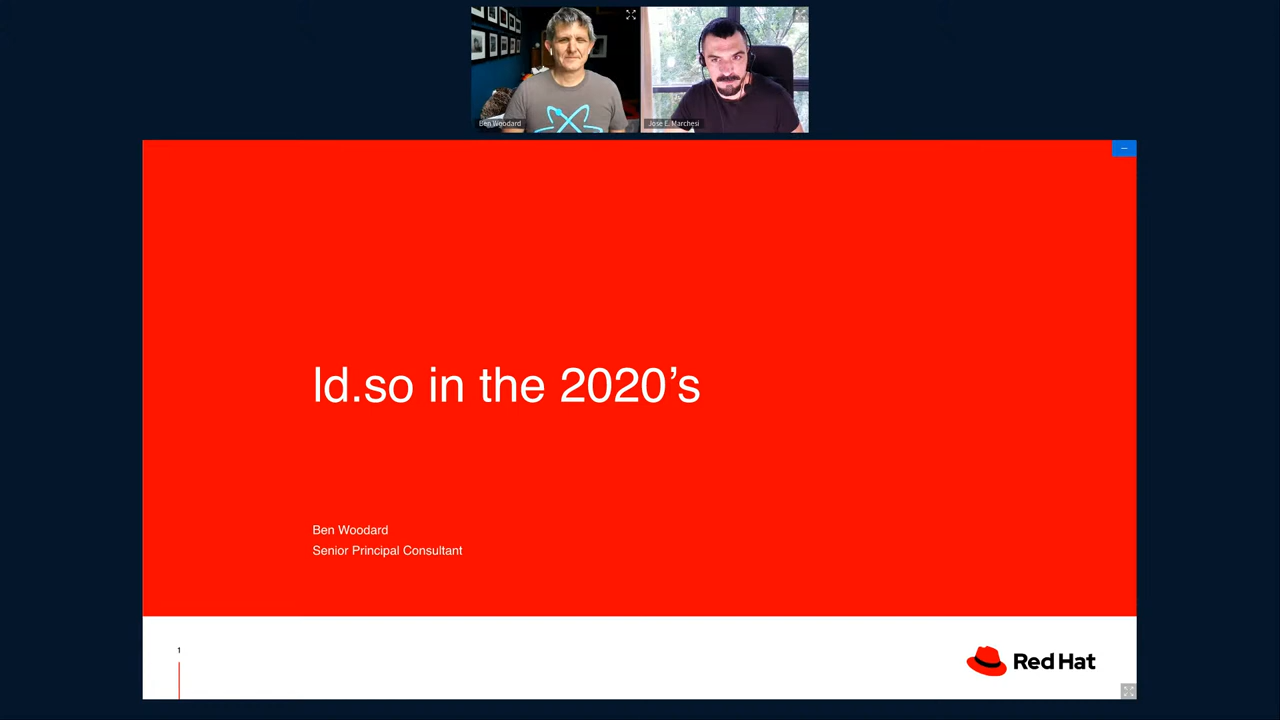 Ben Woodard
Jose E. Marchesi
ld.so in the 2020’s
Ben Woodard
Senior Principal Consultant
1
Red Hat